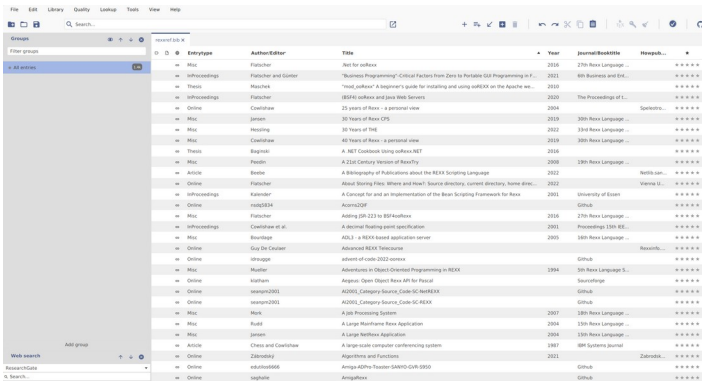 File Edit Library Quality Lookup Tools View Help
Search...
Groups
Filter groups
All entries
rexxref.bib
Entrytype Author/Editor Title Year Journal/Booktitle Howpub...
Misc Flatscher .Net for ooRexx 2016 27th Rexx Language ...
InProceedings Flatscher and Günter "Business Programming"-Critical Factors from Zero to Portable GUI Programming in F... 2021 6th Business and Ent...
Thesis Maschek "mod_ooRexx" A beginner's guide for installing and using ooREXX on the Apache we... 2010
InProceedings Flatscher (BSF4) ooRexx and Java Web Servers 2020 The Proceedings of t...
Online Cowlishaw 25 years of Rexx – a personal view 2004 Speleotro...
Misc Jansen 30 Years of Rexx CPS 2019 30th Rexx Language ...
Misc Hessling 30 Years of THE 2022 33rd Rexx Language ...
Misc Cowlishaw 40 Years of Rexx - a personal view 2019 30th Rexx Language ...
Thesis Baginski A .NET Cookbook Using ooREXX.NET 2016
Misc Peedin A 21st Century Version of RexxTry 2008 19th Rexx Language ...
Article Beebe A Bibliography of Publications about the REXX Scripting Language 2022 Netlib.san...
Online Flatscher About Storing Files: Where and How?: Source directory, current directory, home direc... 2022 Vienna U...
InProceedings Kalender A Concept for and an Implementation of the Bean Scripting Framework for Rexx 2001 University of Essen
Online nsdq5934 Acorns2QIF Github
Misc Flatscher Adding JSR-223 to BSF4ooRexx 2016 27th Rexx Language ...
InProceedings Cowlishaw et al. A decimal floating-point specification 2001 Proceedings 15th IEE...
Misc Bourdage ADL3 – a REXX-based application server 2005 16th Rexx Language ...
Online Guy De Ceulaer Advanced REXX Telecourse RexxInfo...
Online idrougge advent-of-code-2022-oorexx Github
Misc Mueller Adventures in Object-Oriented Programming in REXX 1994 5th Rexx Language S...
Online klatham Aegeus: Open Object Rexx API for Pascal Sourceforge
Online seanpm2001 AI2001_Category-Source_Code-SC-NetREXX Github
Online seanpm2001 AI2001_Category-Source_Code-SC-REXX Github
Misc Mork A Job Processing System 2007 18th Rexx Language ...
Misc Rudd A Large Mainframe Rexx Application 2004 15th Rexx Language ...
Misc Jansen A Large NetRexx Application 2004 15th Rexx Language ...
Article Chess and Cowlishaw A large-scale computer conferencing system 1987 IBM Systems Journal
Online Zábrodský Algorithms and Functions 2021 Zabrodsk...
Online eduilios6666 Amiga-ADPro-Toaster-SANYO-GVR-S950 Github
Online oaphalie AmigaRexx Github
Add group
Web search
ResearchGate
Search...